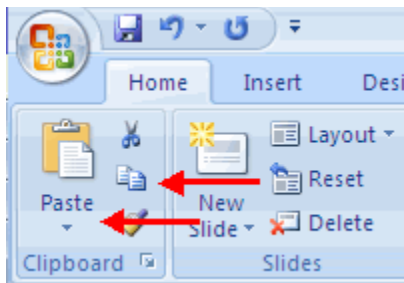 Home Insert Desi
Layout
Reset
Paste New
Slide Delete
Clipboard Slides